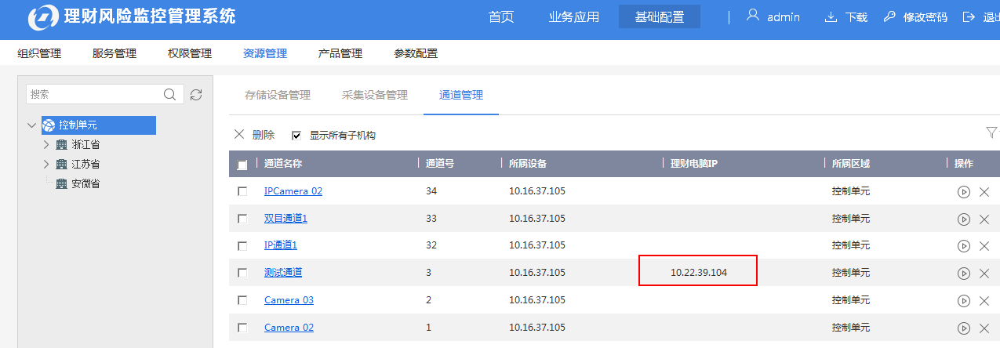 理财风险监控管理系统 首页 业务应用 基础配置 admin 下载 修改密码
组织管理 服务管理 权限管理 资源管理 产品管理 参数配置
搜索
控制单元
浙江省
江苏省
安微省
存储设备管理 采集设备管理 通道管理
删除 显示所有子机构
通道名称 通道号 所属设备 理财电脑IP 所属区域 操作
IPCamera 02 34 10.16.37.105 控制单元
双目通道1 33 10.16.37.105 控制单元
IP通道1 32 10.16.37.105 控制单元
测试通道 3 10.16.37.105 10.22.39.104 控制单元
Camera 03 2 10.16.37.105 控制单元
Camera 02 1 10.16.37.105 控制单元